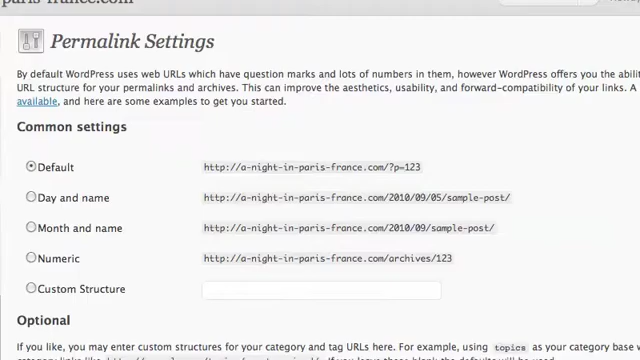 paris-france.com
Permalink Settings
By default WordPress uses web URLs which have question marks and lots of numbers in them, however WordPress offers you the abili
URL structure for your permalinks and archives. This can improve the aesthetics, usability, and forward-compatibility of your links. A
available, and here are some examples to get you started.
Common settings
Default http://a-night-in-paris-france.com/?p=123
Day and name http://a-night-in-paris-france.com/2010/09/05/sample-post/
Month and name http://a-night-in-paris-france.com/2010/09/sample-post/
Numeric http://a-night-in-paris-france.com/archives/123
Custom Structure
Optional
If you like, you may enter custom structures for your category and tag URLs here. For example, using topics as your category base w